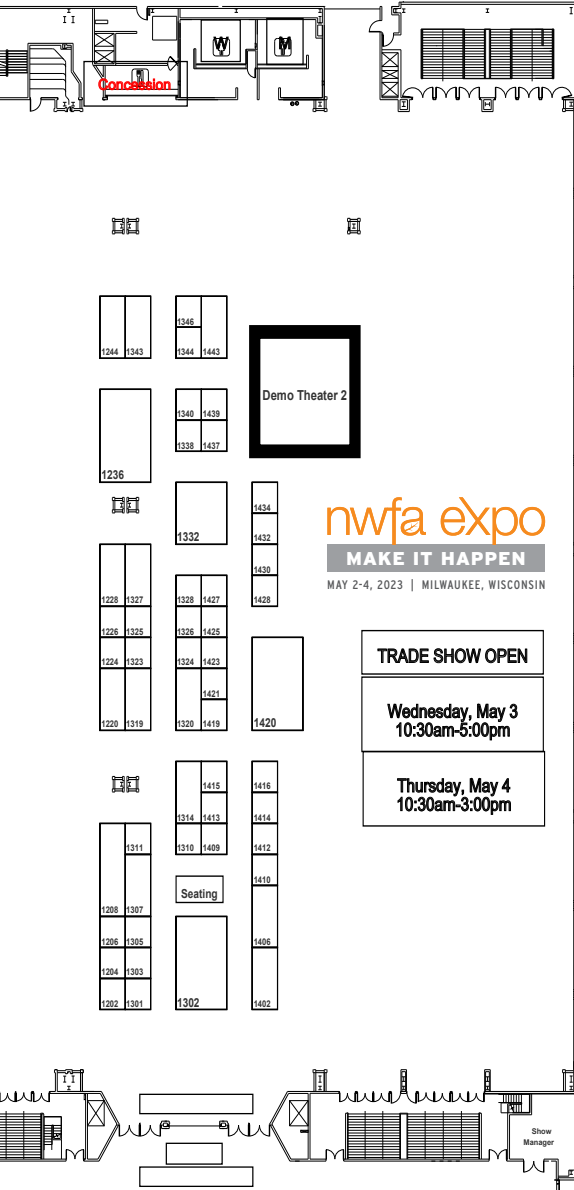 W
M
Concession
1346
1244 1343 1344 1443
Demo Theater 2
1340 1439
1338 1437
1236
1434
1332 1432
nwfa expo
MAKE IT HAPPEN
MAY 2-4, 2023 | MILWAUKEE, WISCONSIN
1430
1228 1327 1328 1427 1428
1226 1325 1326 1425
1224 1323 1324 1423
TRADE SHOW OPEN
1421
1220 1319 1320 1419 1420
Wednesday, May 3
10:30am-5:00pm
1415 1416
Thursday, May 4
10:30am-3:00pm
1314 1413 1414
1311 1310 1409 1412
1410
Seating
1208 1307
1206 1305 1406
1204 1303
1202 1301 1302 1402
Show
Manager